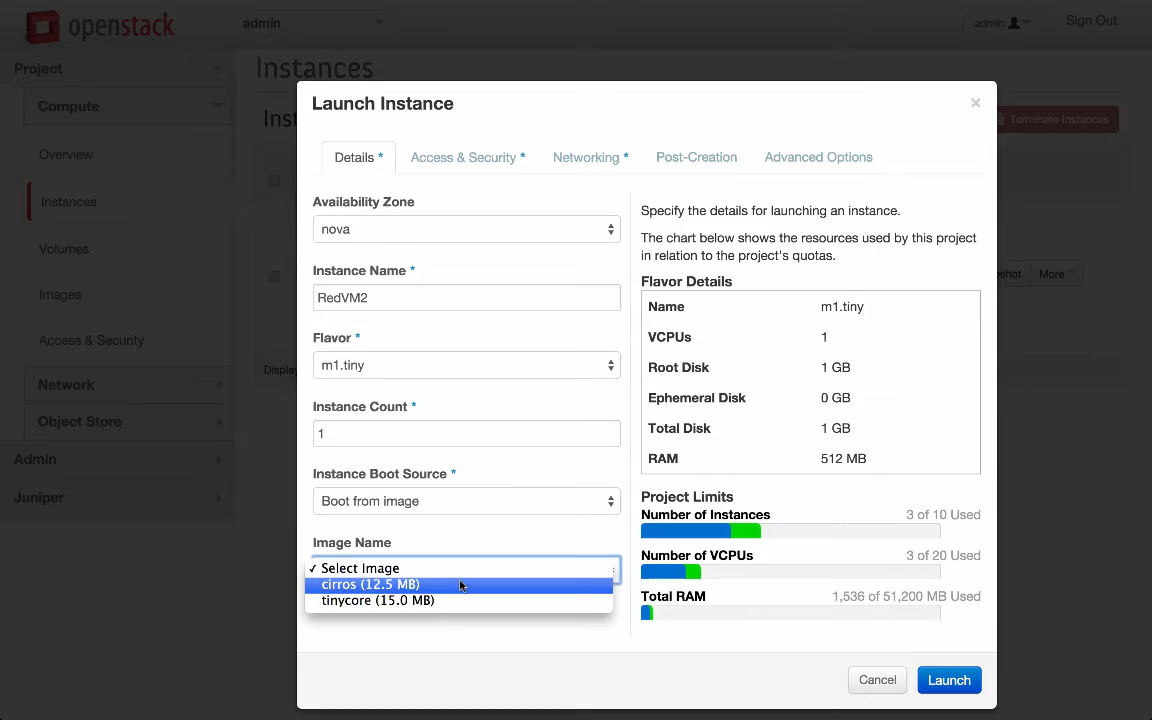 openstack
admin
admin
Sign Out
Project
Compute
Overview
Instances
Volumes
Images
Access & Security
Network
Object Store
Admin
Juniper
Instances
Terminate Instances
More
Launch Instance
×
Details *
Access & Security *
Networking *
Post-Creation
Advanced Options
Availability Zone
nova
Instance Name *
RedVM2
Flavor *
m1.tiny
Instance Count *
1
Instance Boot Source *
Boot from image
Image Name
✓ Select Image
cirros (12.5 MB)
tinycore (15.0 MB)
Specify the details for launching an instance.
The chart below shows the resources used by this project
in relation to the project's quotas.
Flavor Details
Name m1.tiny
VCPUs 1
Root Disk 1 GB
Ephemeral Disk 0 GB
Total Disk 1 GB
RAM 512 MB
Project Limits
Number of Instances 3 of 10 Used
Number of VCPUs 3 of 20 Used
Total RAM 1,536 of 51,200 MB Used
Cancel
Launch